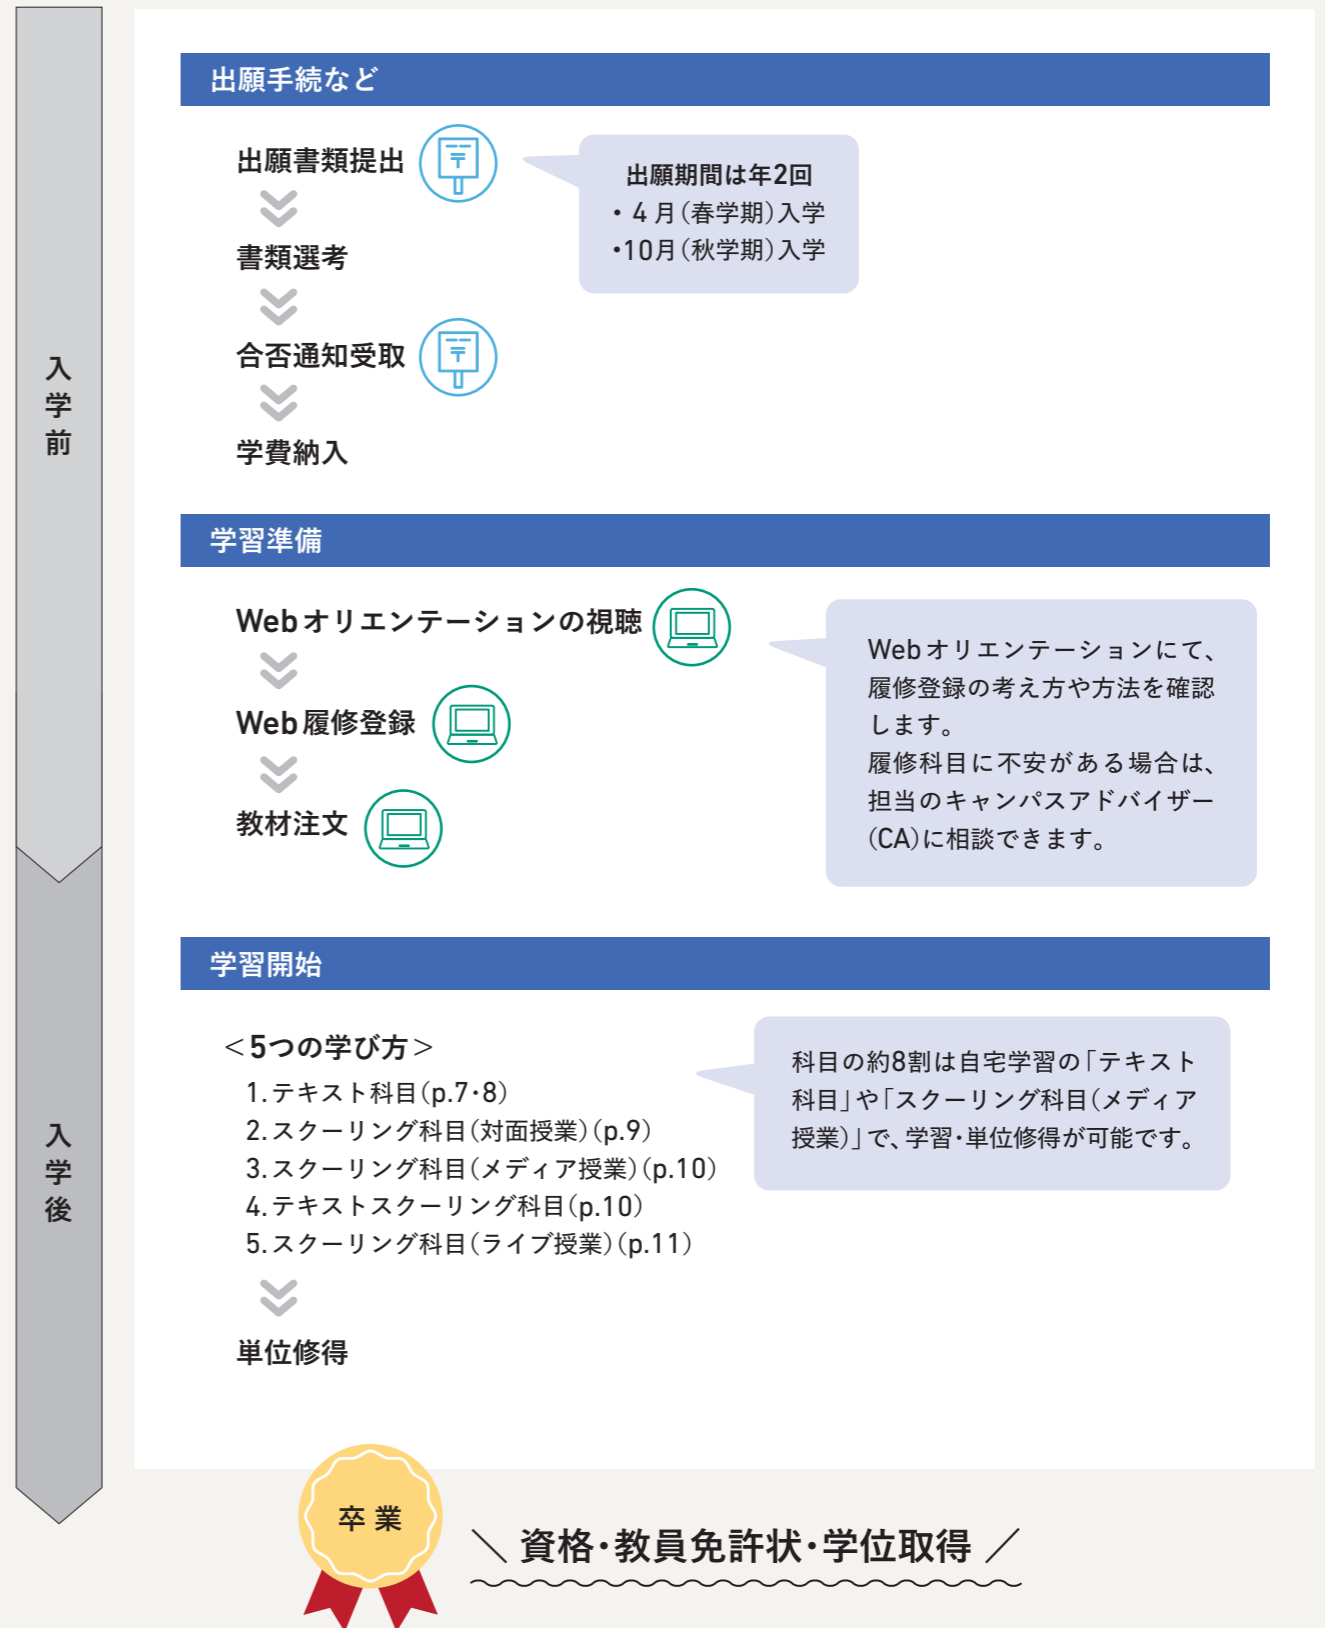 入学前
出願手続など
出願書類提出
出願期間は年2回
・4月(春学期)入学
・10月(秋学期)入学
書類選考
合否通知受取
学費納入
学習準備
Webオリエンテーションの視聴
Web履修登録
教材注文
Webオリエンテーションにて、
履修登録の考え方や方法を確認
します。
履修科目に不安がある場合は、
担当のキャンパスアドバイザー
(CA)に相談できます。
入学後
学習開始
<5つの学び方>
1.テキスト科目(p.7・8)
2.スクーリング科目(対面授業)(p.9)
3.スクーリング科目(メディア授業)(p.10)
4.テキストスクーリング科目(p.10)
5.スクーリング科目(ライブ授業)(p.11)
科目の約8割は自宅学習の「テキスト
科目」や「スクーリング科目(メディア
授業)」で、学習・単位修得が可能です。
単位修得
卒業
\ 資格・教員免許状・学位取得 /